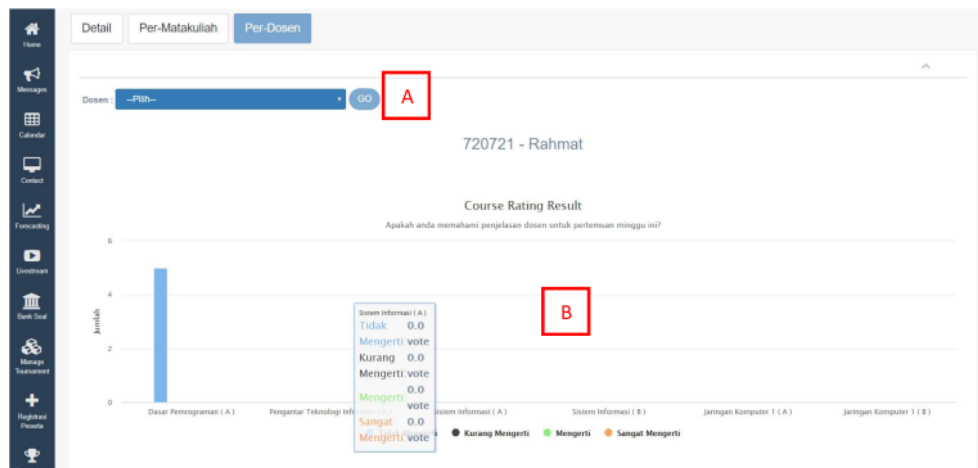 Home
Messages
Calendar
Contact
Forecasting
Livestream
Bank Soal
Manage
Tournament
Registrasi
Peserta
Detail Per-Matakuliah Per-Dosen
Dosen : --Pilih-- GO A
720721 - Rahmat
Course Rating Result
Apakah anda memahami penjelasan dosen untuk pertemuan minggu ini?
Jumlah
6
4
2
0
B
Sistem Informasi ( A )
Tidak 0.0
Mengerti: vote
Kurang 0.0
Mengerti: vote
Mengerti: 0.0
vote
Sangat 0.0
Mengerti: vote
Dasar Pemrograman ( A ) Pengantar Teknologi Sistem Informasi ( A ) Sistem Informasi ( B ) Jaringan Komputer 1 ( A ) Jaringan Komputer 1 ( B )
Kurang Mengerti Mengerti Sangat Mengerti